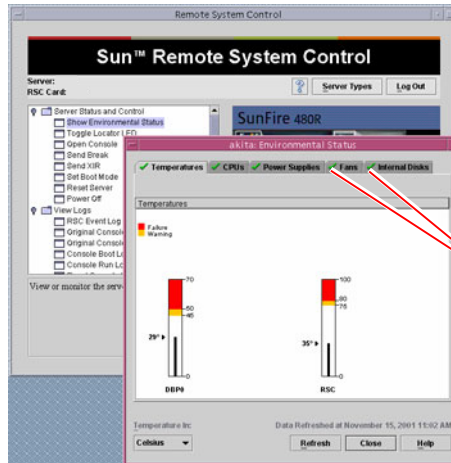 Remote System Control
Sun™ Remote System Control
Server:
RSC Card:
Server Types
Log Out
Server Status and Control
Show Environmental Status
Toggle Locator LED
Open Console
Send Break
Send XIR
Set Boot Mode
Reset Server
Power Off
View Logs
RSC Event Log
Original Console
Original Console
Console Boot Lo
Console Run Lo
View or monitor the serv
SunFire 480R
akita: Environmental Status
Temperatures
CPUs
Power Supplies
Fans
Internal Disks
Temperatures
Failure
Warning
70
50
45
29°
0
DBP0
100
80
75
35°
0
RSC
Temperature In:
Celsius
Data Refreshed at November 15, 2001 11:02 AM
Refresh
Close
Help